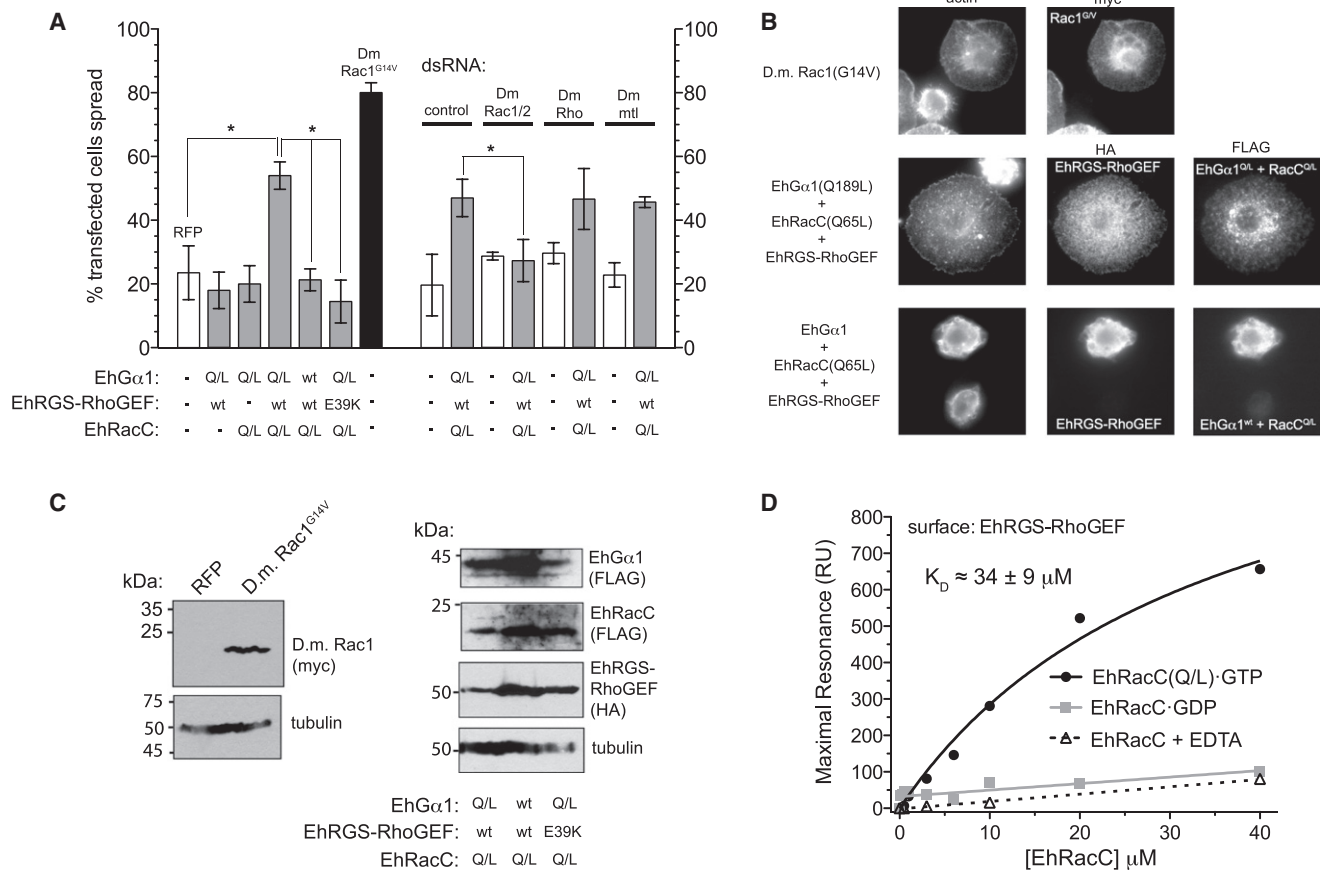 A
% transfected cells spread
100
80
60
40
20
0
100
80
60
40
20
0
RFP
*
*
Dm
Rac1G14V
dsRNA:
control
Dm
Rac1/2
Dm
Rho
Dm
mtl
*
EhGα1: - Q/L Q/L Q/L wt Q/L - - Q/L - Q/L - Q/L - Q/L
EhRGS-RhoGEF: - wt - wt wt E39K - - wt - wt - wt - wt
EhRacC: - - Q/L Q/L Q/L Q/L - - Q/L - Q/L - Q/L - Q/L
B
actin
myc
D.m. Rac1(G14V)
Rac1G/V
HA
FLAG
EhGα1(Q189L)
+
EhRacC(Q65L)
+
EhRGS-RhoGEF
EhRGS-RhoGEF
EhGα1Q/L + RacCQ/L
EhGα1
+
EhRacC(Q65L)
+
EhRGS-RhoGEF
EhRGS-RhoGEF
EhGα1wt + RacCQ/L
C
kDa:
RFP
D.m. Rac1G14V
35
25
D.m. Rac1
(myc)
75
50
45
tubulin
kDa:
45
EhGα1
(FLAG)
25
EhRacC
(FLAG)
50
EhRGS-
RhoGEF
(HA)
50
tubulin
EhGα1: Q/L wt Q/L
EhRGS-RhoGEF: wt wt E39K
EhRacC: Q/L Q/L Q/L
D
Maximal Resonance (RU)
800
700
600
500
400
300
200
100
0
surface: EhRGS-RhoGEF
KD ≈ 34 ± 9 μM
EhRacC(Q/L)·GTP
EhRacC·GDP
EhRacC + EDTA
0 10 20 30 40
[EhRacC] μM